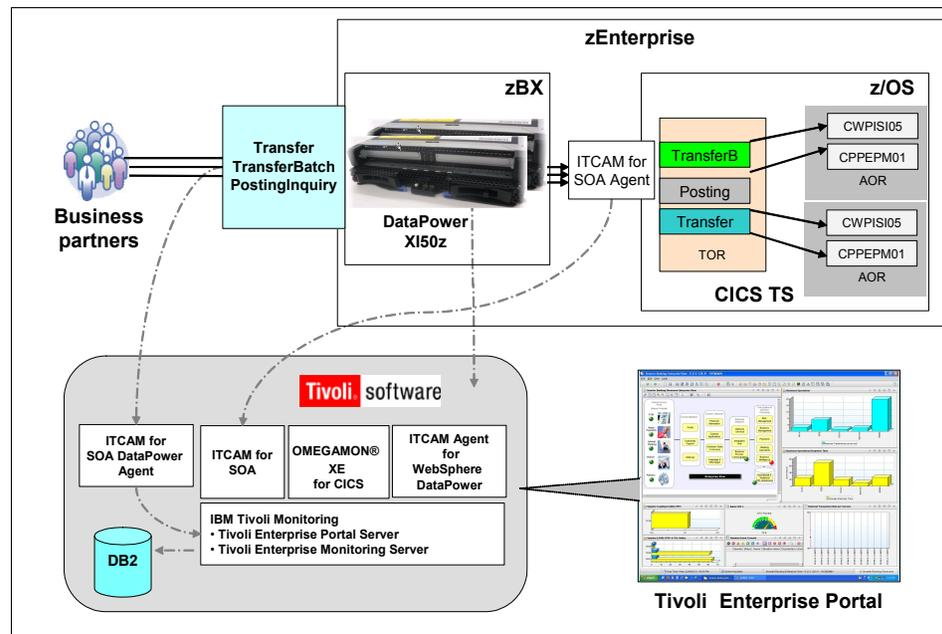 zEnterprise
zBX
z/OS
Transfer
TransferBatch
PostingInquiry
Business
partners
DataPower
XI50z
ITCAM for
SOA Agent
TransferB
Posting
Transfer
TOR
CWPISI05
CPPEPM01
AOR
CWPISI05
CPPEPM01
AOR
CICS TS
Tivoli® software
ITCAM for
SOA DataPower
Agent
ITCAM for
SOA
OMEGAMON®
XE
for CICS
ITCAM Agent
for
WebSphere
DataPower
IBM Tivoli Monitoring
• Tivoli Enterprise Portal Server
• Tivoli Enterprise Monitoring Server
DB2
Tivoli Enterprise Portal